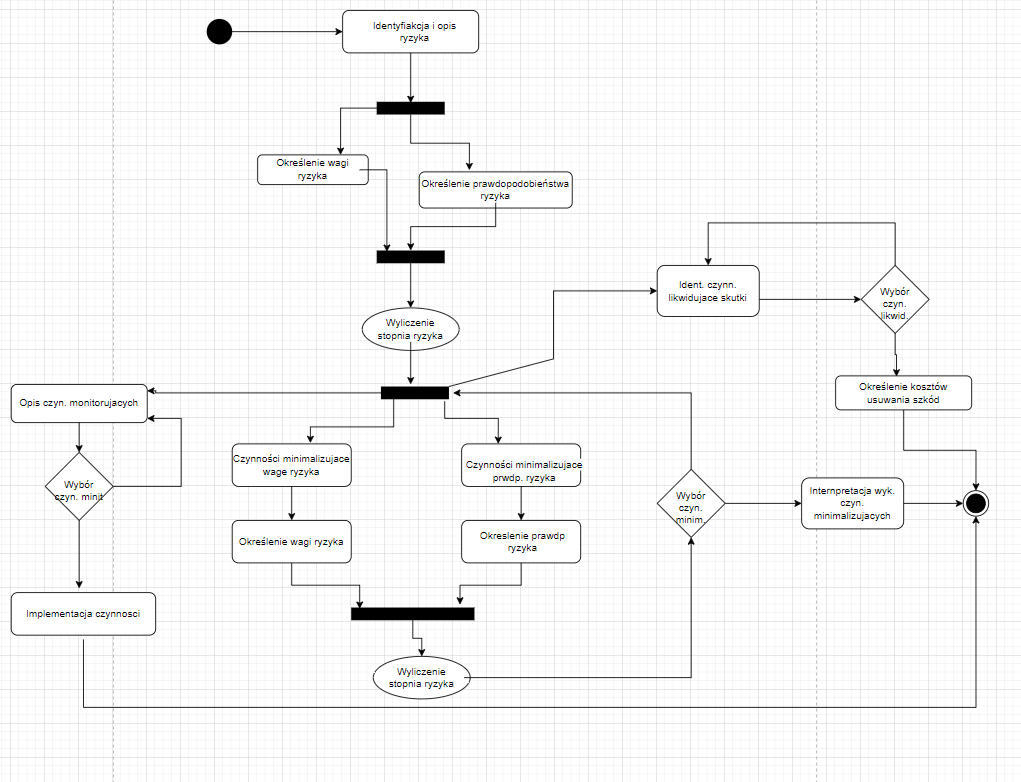 Identyfiakcja i opis
ryzyka
Określenie wagi
ryzyka
Określenie prawdopodobieństwa
ryzyka
Wyliczenie
stopnia ryzyka
Ident. czynn.
likwidujace skutki
Wybór
czyn.
likwid.
Określenie kosztów
usuwania szkód
Opis czyn. monitorujacych
Wybór
czyn. minit
Implementacja czynnosci
Czynności minimalizujace
wage ryzyka
Czynności minimalizujace
prwdp. ryzyka
Określenie wagi ryzyka
Okreslenie prawdp
ryzyka
Wyliczenie
stopnia ryzyka
Wybór
czyn.
minim.
Internpretacja wyk.
czyn.
minimalizujacych